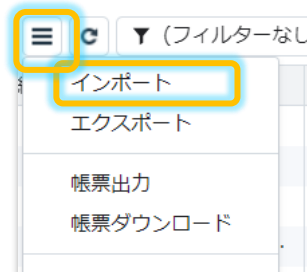 (フィルターなし
インポート
エクスポート
帳票出力
帳票ダウンロード